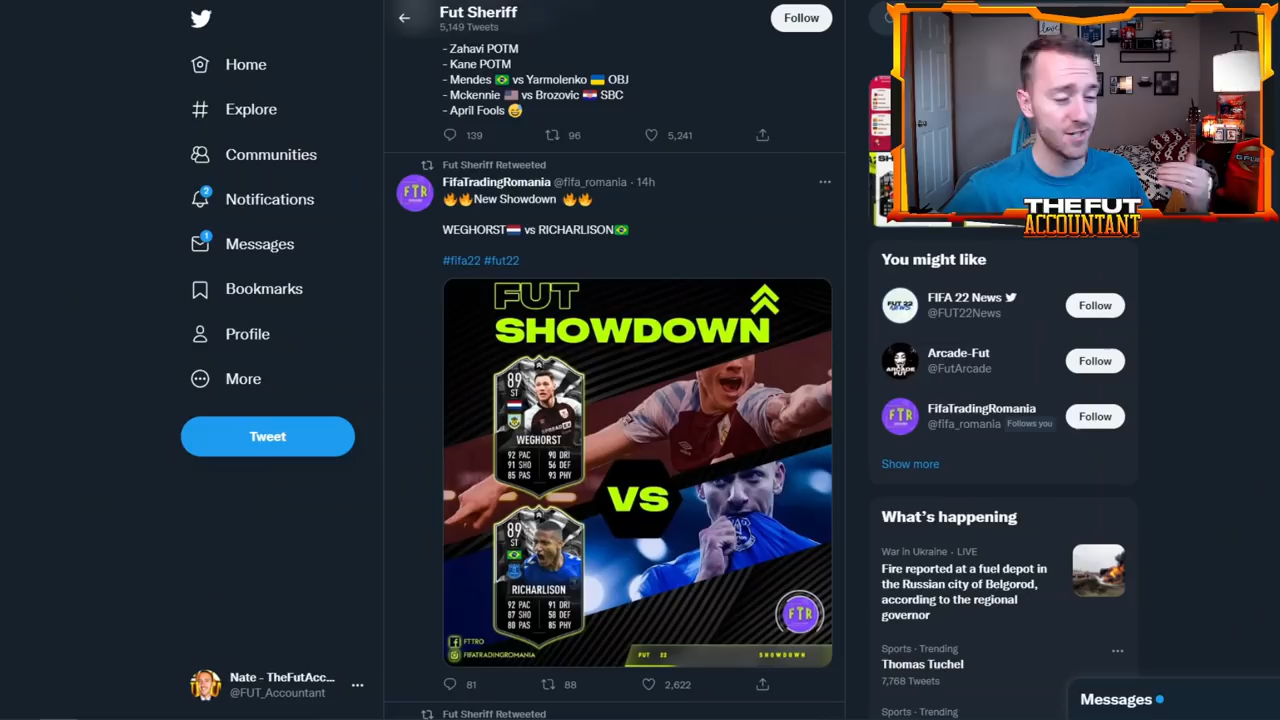 Fut Sheriff
5,149 Tweets
Follow
- Zahavi POTM
- Kane POTM
- Mendes 🇧🇷 vs Yarmolenko 🇺🇦 OBJ
- Mckennie 🇺🇸 vs Brozovic 🇭🇷 SBC
- April Fools 😅
139
96
5,241
Fut Sheriff Retweeted
FifaTradingRomania @fifa_romania · 14h
🔥🔥New Showdown 🔥🔥
WEGHORST🇳🇱 vs RICHARLISON🇧🇷
#fifa22 #fut22
FUT
SHOWDOWN
89
ST
WEGHORST
92 PAC 90 DRI
91 SHO 56 DEF
85 PAS 93 PHY
VS
89
ST
RICHARLISON
92 PAC 91 DRI
87 SHO 58 DEF
80 PAS 85 PHY
FTTRO
FIFATRADINGROMANIA
FUT 22 SHOWDOWN
FTR
81
88
2,622
Fut Sheriff Retweeted
Home
Explore
Communities
2
Notifications
1
Messages
Bookmarks
Profile
More
Tweet
Nate - TheFutAcc...
@FUT_Accountant
THE FUT
ACCOUNTANT
You might like
FIFA 22 News
@FUT22News
Follow
Arcade-Fut
@FutArcade
Follow
FifaTradingRomania
@fifa_romania Follows you
Follow
Show more
What's happening
War in Ukraine · LIVE
Fire reported at a fuel depot in
the Russian city of Belgorod,
according to the regional
governor
Sports · Trending
Thomas Tuchel
7,768 Tweets
Sports · Trending
Messages